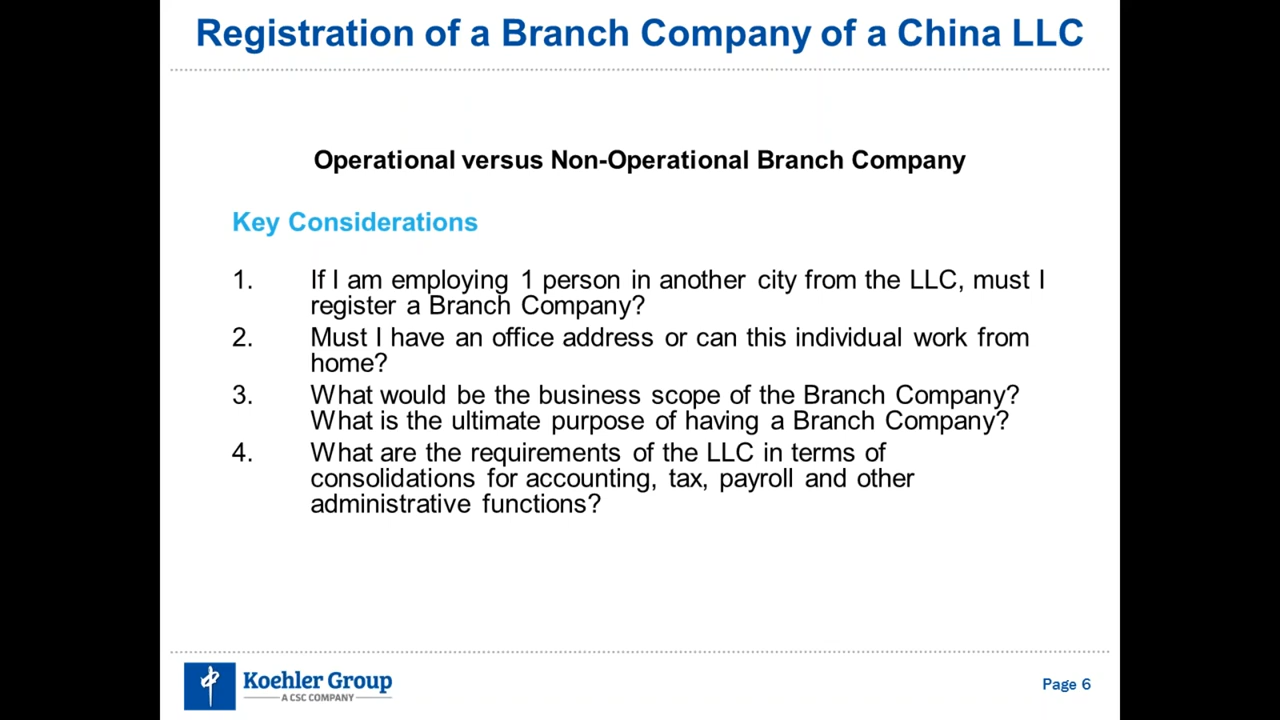 Registration of a Branch Company of a China LLC
Operational versus Non-Operational Branch Company
Key Considerations
1. If I am employing 1 person in another city from the LLC, must I
register a Branch Company?
2. Must I have an office address or can this individual work from
home?
3. What would be the business scope of the Branch Company?
What is the ultimate purpose of having a Branch Company?
4. What are the requirements of the LLC in terms of
consolidations for accounting, tax, payroll and other
administrative functions?
Koehler Group
A CSC COMPANY
Page 6